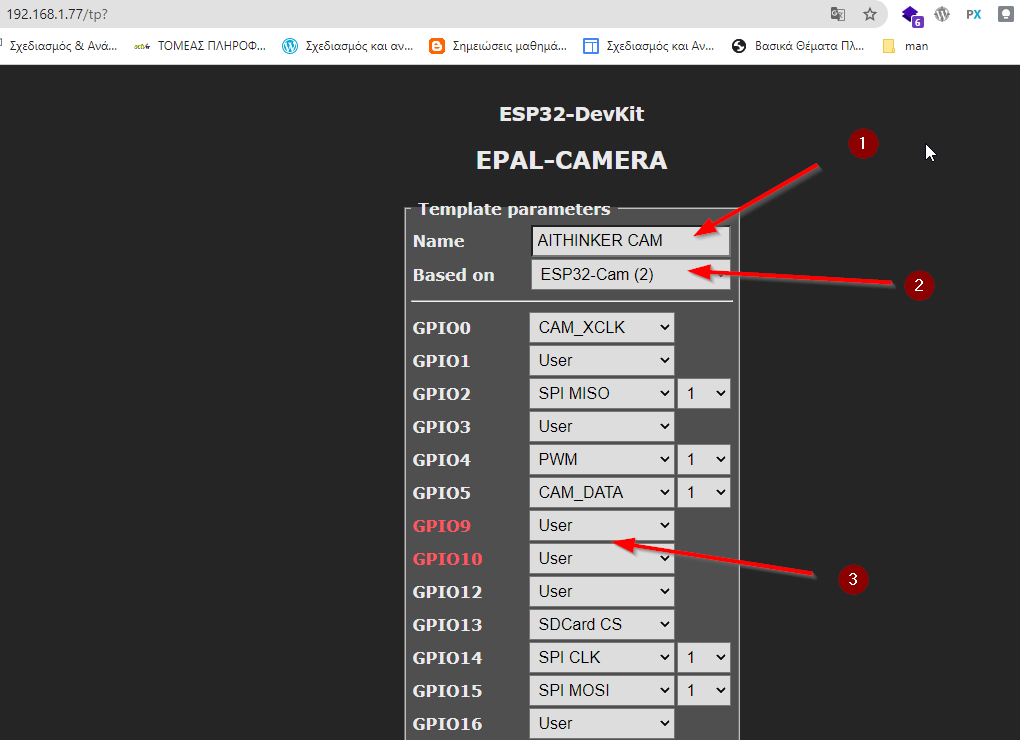 192.168.1.77/tp?
6
PX
Σχεδιασμός & Ανά... ΤΟΜΕΑΣ ΠΛΗΡΟΦ... Σχεδιασμός και αν... Σημειώσεις μαθημά... Σχεδιασμός και Αν... Βασικά Θέματα Πλ... man
ESP32-DevKit
EPAL-CAMERA
1
Template parameters
Name AITHINKER CAM
Based on ESP32-Cam (2)
2
GPIO0 CAM_XCLK
GPIO1 User
GPIO2 SPI MISO 1
GPIO3 User
GPIO4 PWM 1
GPIO5 CAM_DATA 1
GPIO9 User
GPIO10 User
3
GPIO12 User
GPIO13 SDCard CS
GPIO14 SPI CLK 1
GPIO15 SPI MOSI 1
GPIO16 User